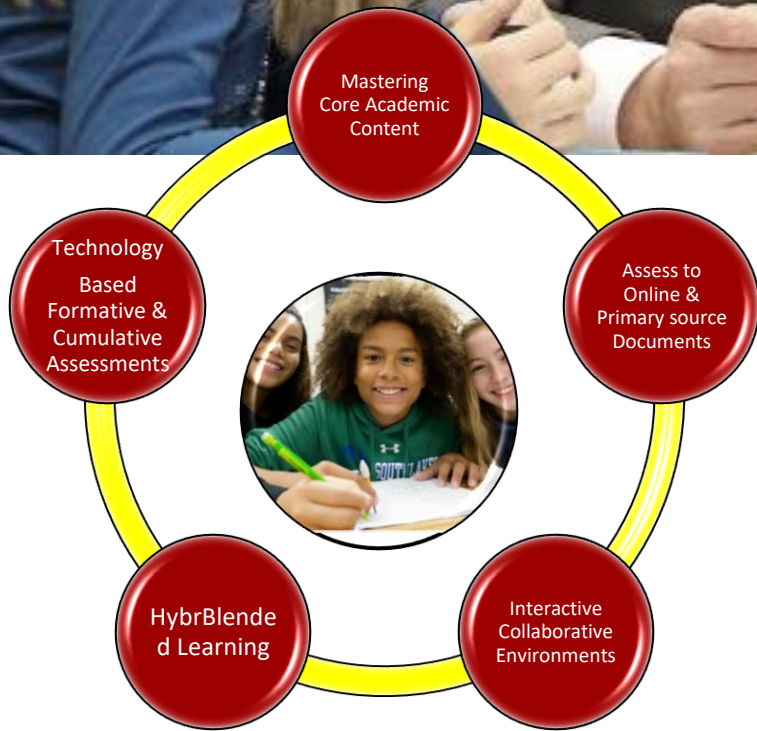 Mastering
Core Academic
Content
Assess to
Online &
Primary source
Documents
Interactive
Collaborative
Environments
HybrBlende
d Learning
Technology
Based
Formative &
Cumulative
Assessments
SOUTH LAKES